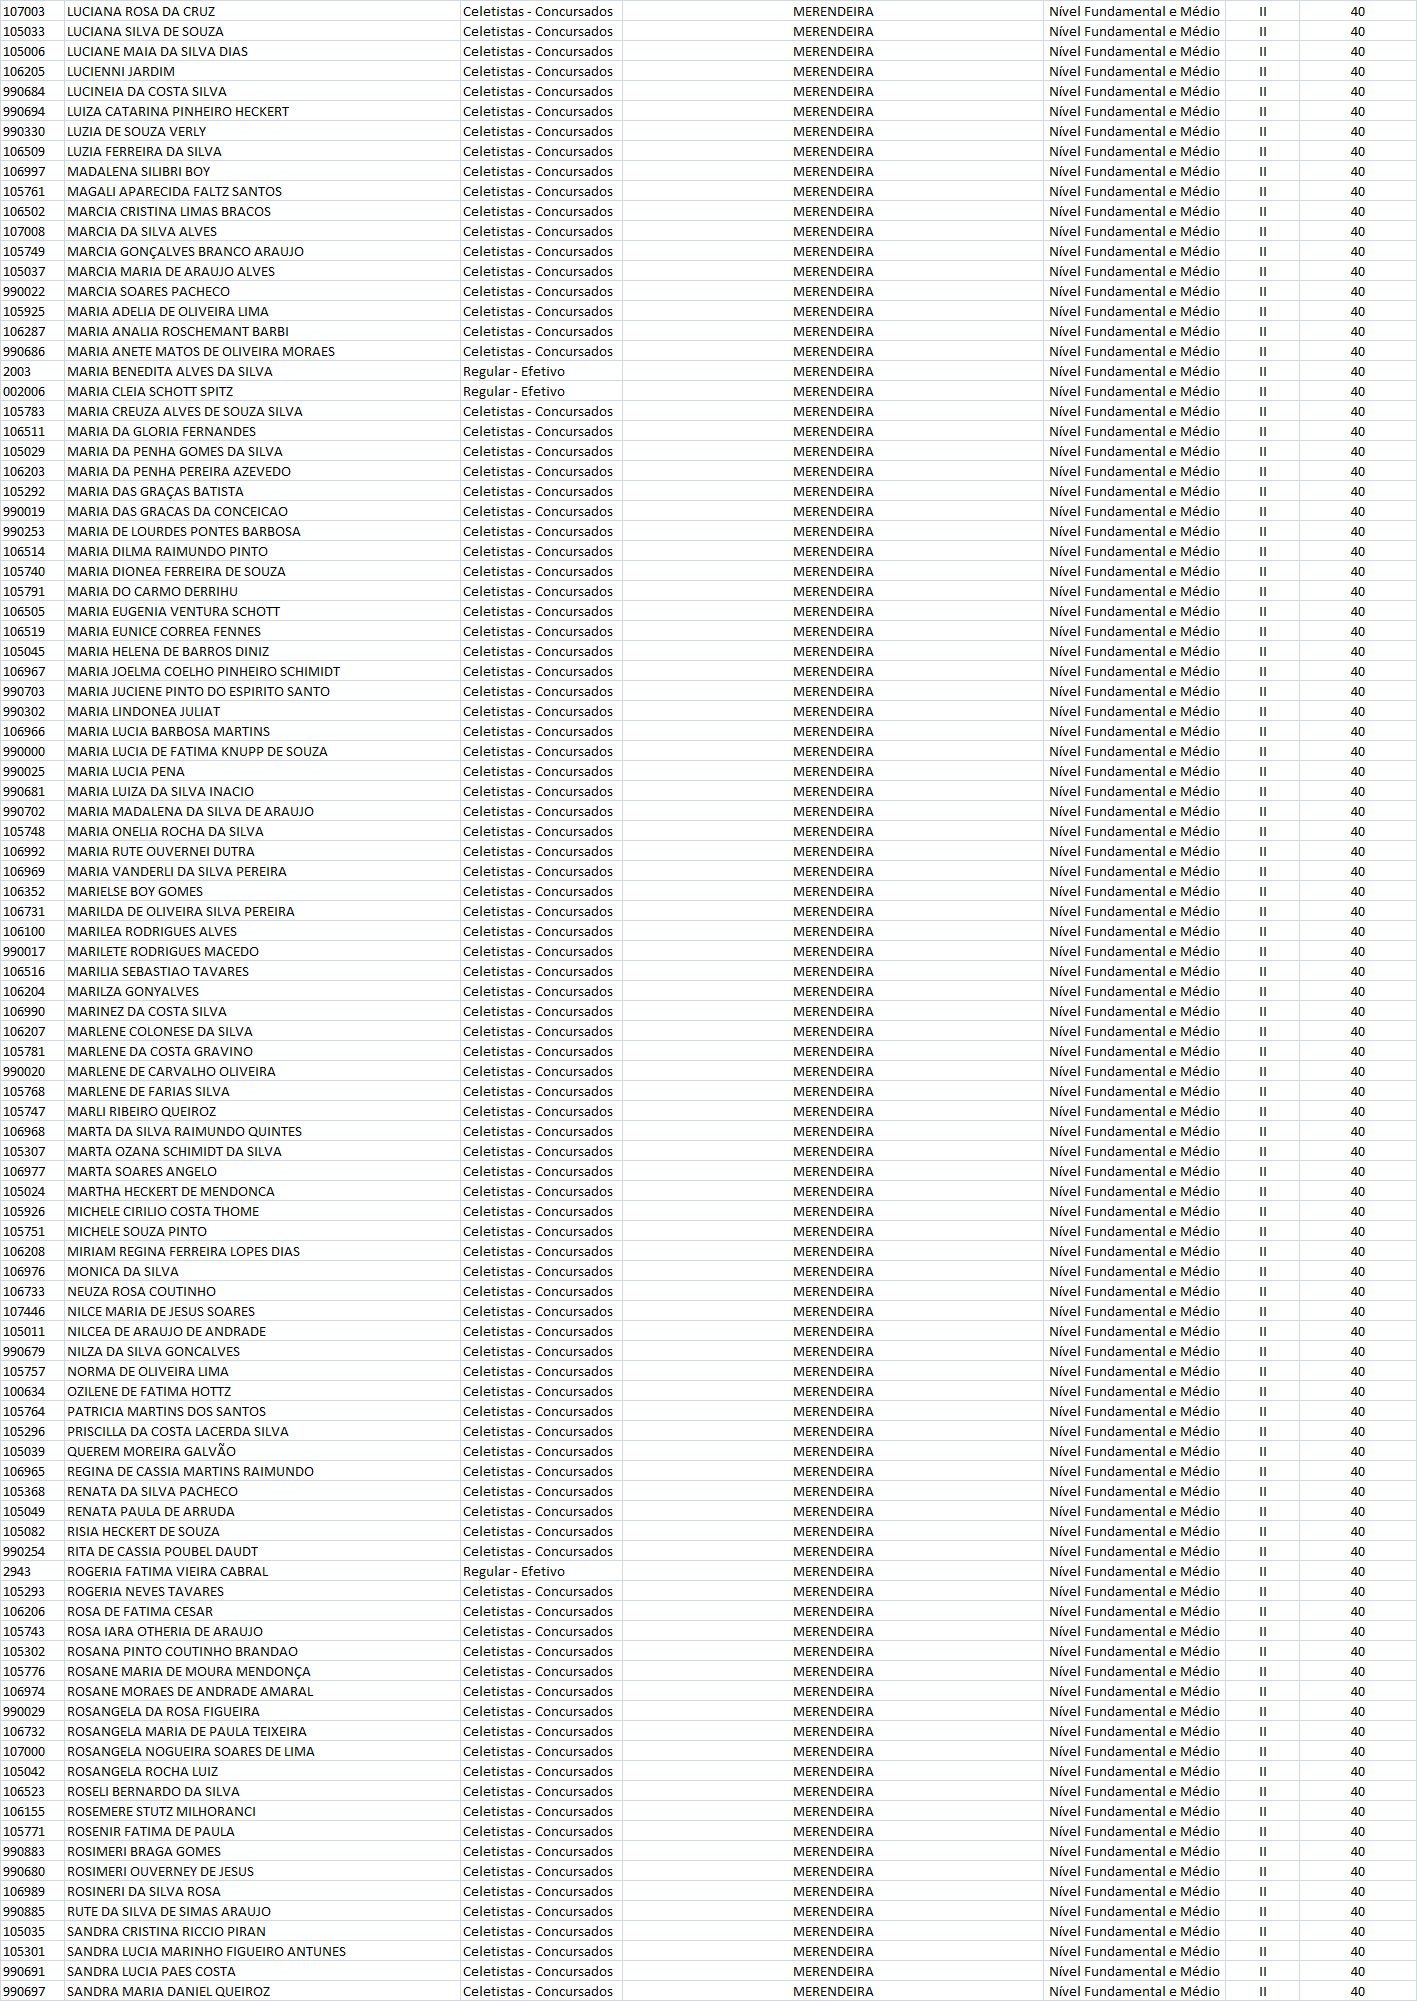 107003 LUCIANA ROSA DA CRUZ Celetistas - Concursados MERENDEIRA Nível Fundamental e Médio II 40
105033 LUCIANA SILVA DE SOUZA Celetistas - Concursados MERENDEIRA Nível Fundamental e Médio II 40
105006 LUCIANE MAIA DA SILVA DIAS Celetistas - Concursados MERENDEIRA Nível Fundamental e Médio II 40
106205 LUCIENNI JARDIM Celetistas - Concursados MERENDEIRA Nível Fundamental e Médio II 40
990684 LUCINEIA DA COSTA SILVA Celetistas - Concursados MERENDEIRA Nível Fundamental e Médio II 40
990694 LUIZA CATARINA PINHEIRO HECKERT Celetistas - Concursados MERENDEIRA Nível Fundamental e Médio II 40
990330 LUZIA DE SOUZA VERLY Celetistas - Concursados MERENDEIRA Nível Fundamental e Médio II 40
106509 LUZIA FERREIRA DA SILVA Celetistas - Concursados MERENDEIRA Nível Fundamental e Médio II 40
106997 MADALENA SILIBRI BOY Celetistas - Concursados MERENDEIRA Nível Fundamental e Médio II 40
105761 MAGALI APARECIDA FALTZ SANTOS Celetistas - Concursados MERENDEIRA Nível Fundamental e Médio II 40
106502 MARCIA CRISTINA LIMAS BRACOS Celetistas - Concursados MERENDEIRA Nível Fundamental e Médio II 40
107008 MARCIA DA SILVA ALVES Celetistas - Concursados MERENDEIRA Nível Fundamental e Médio II 40
105749 MARCIA GONÇALVES BRANCO ARAUJO Celetistas - Concursados MERENDEIRA Nível Fundamental e Médio II 40
105037 MARCIA MARIA DE ARAUJO ALVES Celetistas - Concursados MERENDEIRA Nível Fundamental e Médio II 40
990022 MARCIA SOARES PACHECO Celetistas - Concursados MERENDEIRA Nível Fundamental e Médio II 40
105925 MARIA ADELIA DE OLIVEIRA LIMA Celetistas - Concursados MERENDEIRA Nível Fundamental e Médio II 40
106287 MARIA ANALIA ROSCHEMANT BARBI Celetistas - Concursados MERENDEIRA Nível Fundamental e Médio II 40
990686 MARIA ANETE MATOS DE OLIVEIRA MORAES Celetistas - Concursados MERENDEIRA Nível Fundamental e Médio II 40
2003 MARIA BENEDITA ALVES DA SILVA Regular - Efetivo MERENDEIRA Nível Fundamental e Médio II 40
002006 MARIA CLEIA SCHOTT SPITZ Regular - Efetivo MERENDEIRA Nível Fundamental e Médio II 40
105783 MARIA CREUZA ALVES DE SOUZA SILVA Celetistas - Concursados MERENDEIRA Nível Fundamental e Médio II 40
106511 MARIA DA GLORIA FERNANDES Celetistas - Concursados MERENDEIRA Nível Fundamental e Médio II 40
105029 MARIA DA PENHA GOMES DA SILVA Celetistas - Concursados MERENDEIRA Nível Fundamental e Médio II 40
106203 MARIA DA PENHA PEREIRA AZEVEDO Celetistas - Concursados MERENDEIRA Nível Fundamental e Médio II 40
105292 MARIA DAS GRAÇAS BATISTA Celetistas - Concursados MERENDEIRA Nível Fundamental e Médio II 40
990019 MARIA DAS GRACAS DA CONCEICAO Celetistas - Concursados MERENDEIRA Nível Fundamental e Médio II 40
990253 MARIA DE LOURDES PONTES BARBOSA Celetistas - Concursados MERENDEIRA Nível Fundamental e Médio II 40
106514 MARIA DILMA RAIMUNDO PINTO Celetistas - Concursados MERENDEIRA Nível Fundamental e Médio II 40
105740 MARIA DIONEA FERREIRA DE SOUZA Celetistas - Concursados MERENDEIRA Nível Fundamental e Médio II 40
105791 MARIA DO CARMO DERRIHU Celetistas - Concursados MERENDEIRA Nível Fundamental e Médio II 40
106505 MARIA EUGENIA VENTURA SCHOTT Celetistas - Concursados MERENDEIRA Nível Fundamental e Médio II 40
106519 MARIA EUNICE CORREA FENNES Celetistas - Concursados MERENDEIRA Nível Fundamental e Médio II 40
105045 MARIA HELENA DE BARROS DINIZ Celetistas - Concursados MERENDEIRA Nível Fundamental e Médio II 40
106967 MARIA JOELMA COELHO PINHEIRO SCHIMIDT Celetistas - Concursados MERENDEIRA Nível Fundamental e Médio II 40
990703 MARIA JUCIENE PINTO DO ESPIRITO SANTO Celetistas - Concursados MERENDEIRA Nível Fundamental e Médio II 40
990302 MARIA LINDONEA JULIAT Celetistas - Concursados MERENDEIRA Nível Fundamental e Médio II 40
106966 MARIA LUCIA BARBOSA MARTINS Celetistas - Concursados MERENDEIRA Nível Fundamental e Médio II 40
990000 MARIA LUCIA DE FATIMA KNUPP DE SOUZA Celetistas - Concursados MERENDEIRA Nível Fundamental e Médio II 40
990025 MARIA LUCIA PENA Celetistas - Concursados MERENDEIRA Nível Fundamental e Médio II 40
990681 MARIA LUIZA DA SILVA INACIO Celetistas - Concursados MERENDEIRA Nível Fundamental e Médio II 40
990702 MARIA MADALENA DA SILVA DE ARAUJO Celetistas - Concursados MERENDEIRA Nível Fundamental e Médio II 40
105748 MARIA ONELIA ROCHA DA SILVA Celetistas - Concursados MERENDEIRA Nível Fundamental e Médio II 40
106992 MARIA RUTE OUVERNEI DUTRA Celetistas - Concursados MERENDEIRA Nível Fundamental e Médio II 40
106969 MARIA VANDERLI DA SILVA PEREIRA Celetistas - Concursados MERENDEIRA Nível Fundamental e Médio II 40
106352 MARIELSE BOY GOMES Celetistas - Concursados MERENDEIRA Nível Fundamental e Médio II 40
106731 MARILDA DE OLIVEIRA SILVA PEREIRA Celetistas - Concursados MERENDEIRA Nível Fundamental e Médio II 40
106100 MARILEA RODRIGUES ALVES Celetistas - Concursados MERENDEIRA Nível Fundamental e Médio II 40
990017 MARILETE RODRIGUES MACEDO Celetistas - Concursados MERENDEIRA Nível Fundamental e Médio II 40
106516 MARILIA SEBASTIAO TAVARES Celetistas - Concursados MERENDEIRA Nível Fundamental e Médio II 40
106204 MARILZA GONYALVES Celetistas - Concursados MERENDEIRA Nível Fundamental e Médio II 40
106990 MARINEZ DA COSTA SILVA Celetistas - Concursados MERENDEIRA Nível Fundamental e Médio II 40
106207 MARLENE COLONESE DA SILVA Celetistas - Concursados MERENDEIRA Nível Fundamental e Médio II 40
105781 MARLENE DA COSTA GRAVINO Celetistas - Concursados MERENDEIRA Nível Fundamental e Médio II 40
990020 MARLENE DE CARVALHO OLIVEIRA Celetistas - Concursados MERENDEIRA Nível Fundamental e Médio II 40
105768 MARLENE DE FARIAS SILVA Celetistas - Concursados MERENDEIRA Nível Fundamental e Médio II 40
105747 MARLI RIBEIRO QUEIROZ Celetistas - Concursados MERENDEIRA Nível Fundamental e Médio II 40
106968 MARTA DA SILVA RAIMUNDO QUINTES Celetistas - Concursados MERENDEIRA Nível Fundamental e Médio II 40
105307 MARTA OZANA SCHIMIDT DA SILVA Celetistas - Concursados MERENDEIRA Nível Fundamental e Médio II 40
106977 MARTA SOARES ANGELO Celetistas - Concursados MERENDEIRA Nível Fundamental e Médio II 40
105024 MARTHA HECKERT DE MENDONCA Celetistas - Concursados MERENDEIRA Nível Fundamental e Médio II 40
105926 MICHELE CIRILIO COSTA THOME Celetistas - Concursados MERENDEIRA Nível Fundamental e Médio II 40
105751 MICHELE SOUZA PINTO Celetistas - Concursados MERENDEIRA Nível Fundamental e Médio II 40
106208 MIRIAM REGINA FERREIRA LOPES DIAS Celetistas - Concursados MERENDEIRA Nível Fundamental e Médio II 40
106976 MONICA DA SILVA Celetistas - Concursados MERENDEIRA Nível Fundamental e Médio II 40
106733 NEUZA ROSA COUTINHO Celetistas - Concursados MERENDEIRA Nível Fundamental e Médio II 40
107446 NILCE MARIA DE JESUS SOARES Celetistas - Concursados MERENDEIRA Nível Fundamental e Médio II 40
105011 NILCEA DE ARAUJO DE ANDRADE Celetistas - Concursados MERENDEIRA Nível Fundamental e Médio II 40
990679 NILZA DA SILVA GONCALVES Celetistas - Concursados MERENDEIRA Nível Fundamental e Médio II 40
105757 NORMA DE OLIVEIRA LIMA Celetistas - Concursados MERENDEIRA Nível Fundamental e Médio II 40
100634 OZILENE DE FATIMA HOTTZ Celetistas - Concursados MERENDEIRA Nível Fundamental e Médio II 40
105764 PATRICIA MARTINS DOS SANTOS Celetistas - Concursados MERENDEIRA Nível Fundamental e Médio II 40
105296 PRISCILLA DA COSTA LACERDA SILVA Celetistas - Concursados MERENDEIRA Nível Fundamental e Médio II 40
105039 QUEREM MOREIRA GALVÃO Celetistas - Concursados MERENDEIRA Nível Fundamental e Médio II 40
106965 REGINA DE CASSIA MARTINS RAIMUNDO Celetistas - Concursados MERENDEIRA Nível Fundamental e Médio II 40
105368 RENATA DA SILVA PACHECO Celetistas - Concursados MERENDEIRA Nível Fundamental e Médio II 40
105049 RENATA PAULA DE ARRUDA Celetistas - Concursados MERENDEIRA Nível Fundamental e Médio II 40
105082 RISIA HECKERT DE SOUZA Celetistas - Concursados MERENDEIRA Nível Fundamental e Médio II 40
990254 RITA DE CASSIA POUBEL DAUDT Celetistas - Concursados MERENDEIRA Nível Fundamental e Médio II 40
2943 ROGERIA FATIMA VIEIRA CABRAL Regular - Efetivo MERENDEIRA Nível Fundamental e Médio II 40
105293 ROGERIA NEVES TAVARES Celetistas - Concursados MERENDEIRA Nível Fundamental e Médio II 40
106206 ROSA DE FATIMA CESAR Celetistas - Concursados MERENDEIRA Nível Fundamental e Médio II 40
105743 ROSA IARA OTHERIA DE ARAUJO Celetistas - Concursados MERENDEIRA Nível Fundamental e Médio II 40
105302 ROSANA PINTO COUTINHO BRANDAO Celetistas - Concursados MERENDEIRA Nível Fundamental e Médio II 40
105776 ROSANE MARIA DE MOURA MENDONÇA Celetistas - Concursados MERENDEIRA Nível Fundamental e Médio II 40
106974 ROSANE MORAES DE ANDRADE AMARAL Celetistas - Concursados MERENDEIRA Nível Fundamental e Médio II 40
990029 ROSANGELA DA ROSA FIGUEIRA Celetistas - Concursados MERENDEIRA Nível Fundamental e Médio II 40
106732 ROSANGELA MARIA DE PAULA TEIXEIRA Celetistas - Concursados MERENDEIRA Nível Fundamental e Médio II 40
107000 ROSANGELA NOGUEIRA SOARES DE LIMA Celetistas - Concursados MERENDEIRA Nível Fundamental e Médio II 40
105042 ROSANGELA ROCHA LUIZ Celetistas - Concursados MERENDEIRA Nível Fundamental e Médio II 40
106523 ROSELI BERNARDO DA SILVA Celetistas - Concursados MERENDEIRA Nível Fundamental e Médio II 40
106155 ROSEMERE STUTZ MILHORANCI Celetistas - Concursados MERENDEIRA Nível Fundamental e Médio II 40
105771 ROSENIR FATIMA DE PAULA Celetistas - Concursados MERENDEIRA Nível Fundamental e Médio II 40
990883 ROSIMERI BRAGA GOMES Celetistas - Concursados MERENDEIRA Nível Fundamental e Médio II 40
990680 ROSIMERI OUVERNEY DE JESUS Celetistas - Concursados MERENDEIRA Nível Fundamental e Médio II 40
106989 ROSINERI DA SILVA ROSA Celetistas - Concursados MERENDEIRA Nível Fundamental e Médio II 40
990885 RUTE DA SILVA DE SIMAS ARAUJO Celetistas - Concursados MERENDEIRA Nível Fundamental e Médio II 40
105035 SANDRA CRISTINA RICCIO PIRAN Celetistas - Concursados MERENDEIRA Nível Fundamental e Médio II 40
105301 SANDRA LUCIA MARINHO FIGUEIRO ANTUNES Celetistas - Concursados MERENDEIRA Nível Fundamental e Médio II 40
990691 SANDRA LUCIA PAES COSTA Celetistas - Concursados MERENDEIRA Nível Fundamental e Médio II 40
990697 SANDRA MARIA DANIEL QUEIROZ Celetistas - Concursados MERENDEIRA Nível Fundamental e Médio II 40